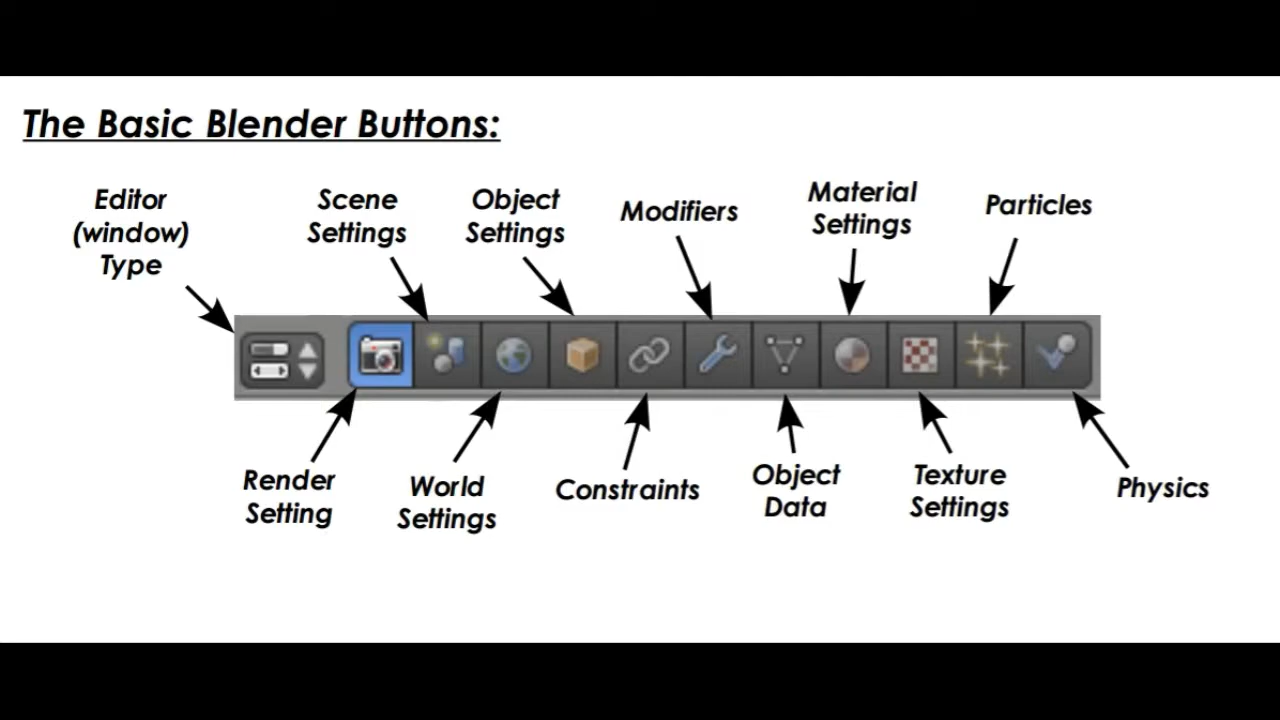 The Basic Blender Buttons:
Editor
(window)
Type
Scene
Settings
Object
Settings
Modifiers
Material
Settings
Particles
Render
Setting
World
Settings
Constraints
Object
Data
Texture
Settings
Physics